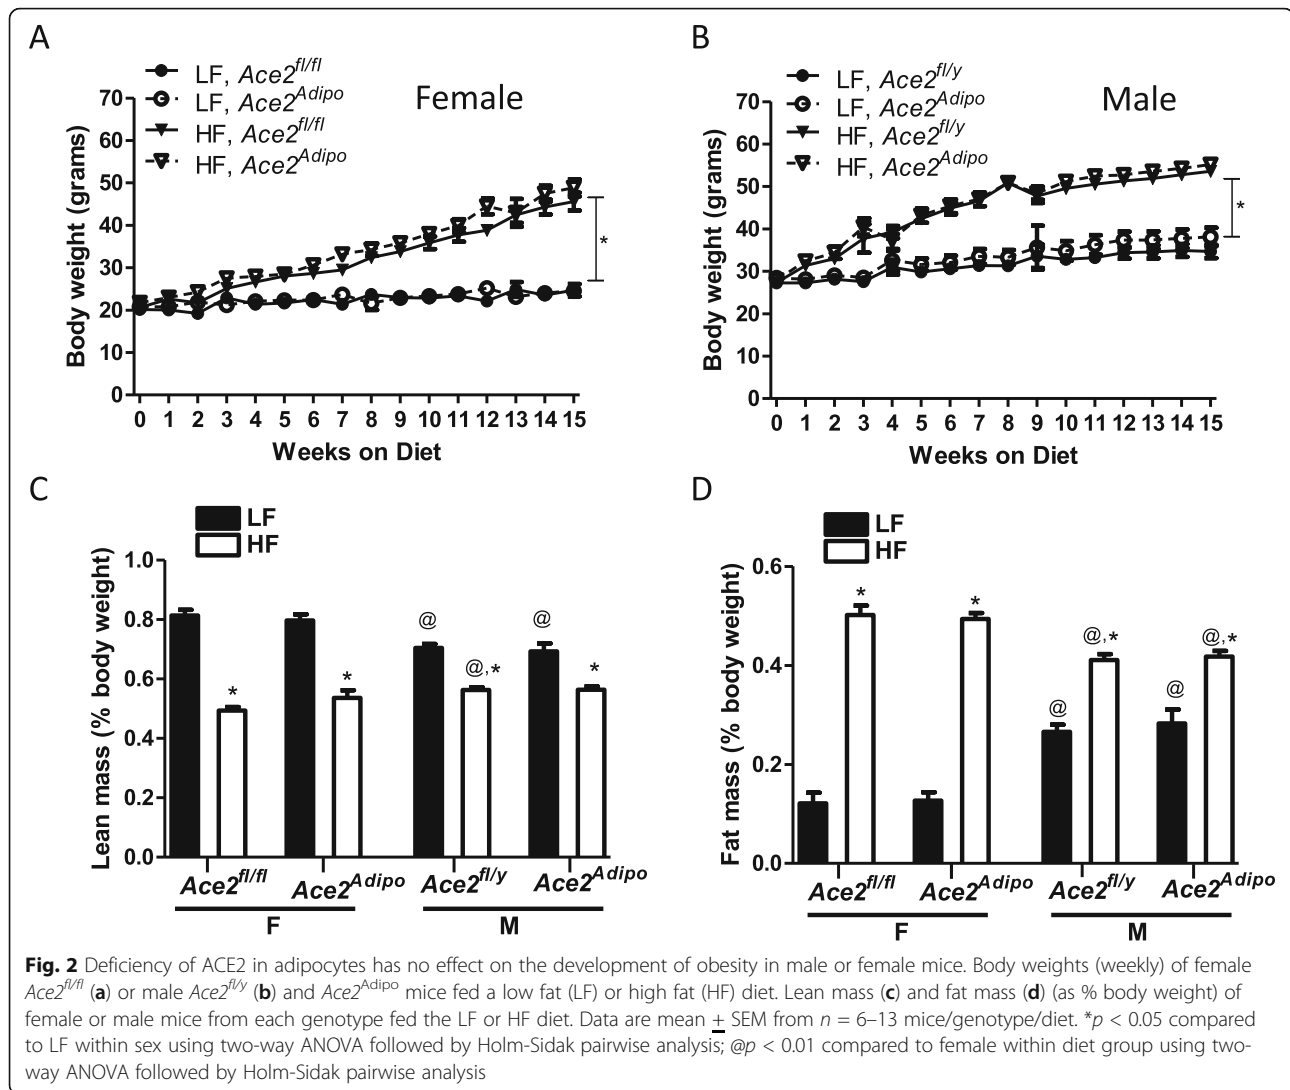 A
LF, Ace2fl/fl
LF, Ace2Adipo
HF, Ace2fl/fl
HF, Ace2Adipo
Female
Body weight (grams)
70
60
50
40
30
20
10
0
*
0 1 2 3 4 5 6 7 8 9 10 11 12 13 14 15
Weeks on Diet
B
LF, Ace2fl/y
LF, Ace2Adipo
HF, Ace2fl/y
HF, Ace2Adipo
Male
Body weight (grams)
70
60
50
40
30
20
10
0
*
0 1 2 3 4 5 6 7 8 9 10 11 12 13 14 15
Weeks on Diet
C
LF
HF
Lean mass (% body weight)
1.0
0.8
0.6
0.4
0.2
0.0
* * @ @,* @ *
Ace2fl/fl Ace2Adipo Ace2fl/y Ace2Adipo
F M
D
LF
HF
Fat mass (% body weight)
0.6
0.4
0.2
0.0
* * @ @,* @ @,*
Ace2fl/fl Ace2Adipo Ace2fl/y Ace2Adipo
F M
Fig. 2 Deficiency of ACE2 in adipocytes has no effect on the development of obesity in male or female mice. Body weights (weekly) of female
Ace2fl/fl (a) or male Ace2fl/y (b) and Ace2Adipo mice fed a low fat (LF) or high fat (HF) diet. Lean mass (c) and fat mass (d) (as % body weight) of
female or male mice from each genotype fed the LF or HF diet. Data are mean + SEM from n = 6–13 mice/genotype/diet. *p < 0.05 compared
to LF within sex using two-way ANOVA followed by Holm-Sidak pairwise analysis; @p < 0.01 compared to female within diet group using two-
way ANOVA followed by Holm-Sidak pairwise analysis